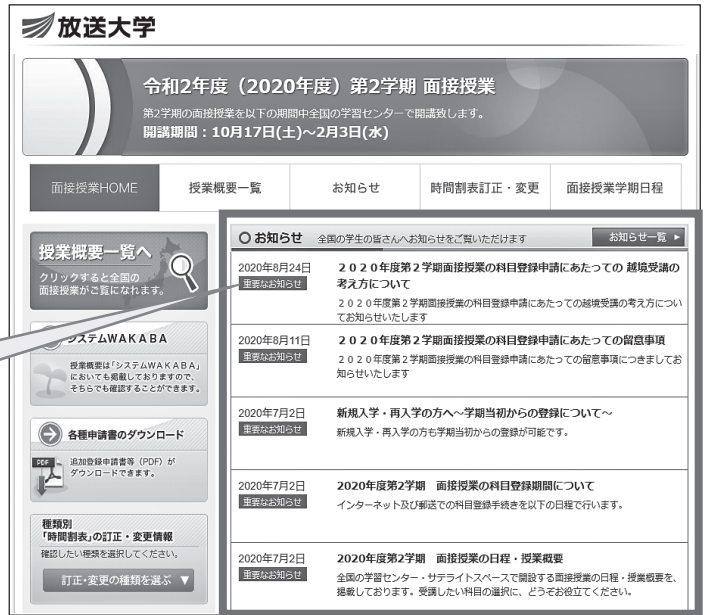 放送大学
令和2年度（2020年度）第2学期 面接授業
第2学期の面接授業を以下の期間中全国の学習センターで開講致します。
開講期間：10月17日(土)～2月3日(水)
面接授業HOME
授業概要一覧
お知らせ
時間割表訂正・変更
面接授業学期日程
授業概要一覧へ
クリックすると全国の
面接授業がご覧になれます。
システムWAKABA
授業概要は「システムWAKABA」
においても掲載しておりますので、
そちらでも確認することができます。
各種申請書のダウンロード
PDF
追加登録申請書等（PDF）が
ダウンロードできます。
種類別
「時間割表」の訂正・変更情報
確認したい種類を選択してください。
訂正・変更の種類を選ぶ ▼
お知らせ 全国の学生の皆さんへお知らせをご覧いただけます
お知らせ一覧
2020年8月24日
重要なお知らせ
２０２０年度第２学期面接授業の科目登録申請にあたっての 越境受講の
考え方について
２０２０年度第２学期面接授業の科目登録申請にあたっての越境受講の考え方につい
てお知らせいたします
2020年8月11日
重要なお知らせ
２０２０年度第２学期面接授業の科目登録申請にあたっての留意事項
２０２０年度第２学期面接授業の科目登録申請にあたっての留意事項につきましてお
知らせいたします
2020年7月2日
重要なお知らせ
新規入学・再入学の方へ～学期当初からの登録について～
新規入学・再入学の方も学期当初からの登録が可能です。
2020年7月2日
重要なお知らせ
2020年度第2学期　面接授業の科目登録期間について
インターネット及び郵送での科目登録手続きを以下の日程で行います。
2020年7月2日
重要なお知らせ
2020年度第2学期　面接授業の日程・授業概要
全国の学習センター・サテライトスペースで開設する面接授業の日程・授業概要を、
掲載しております。受講したい科目の選択に、どうぞお役立てください。